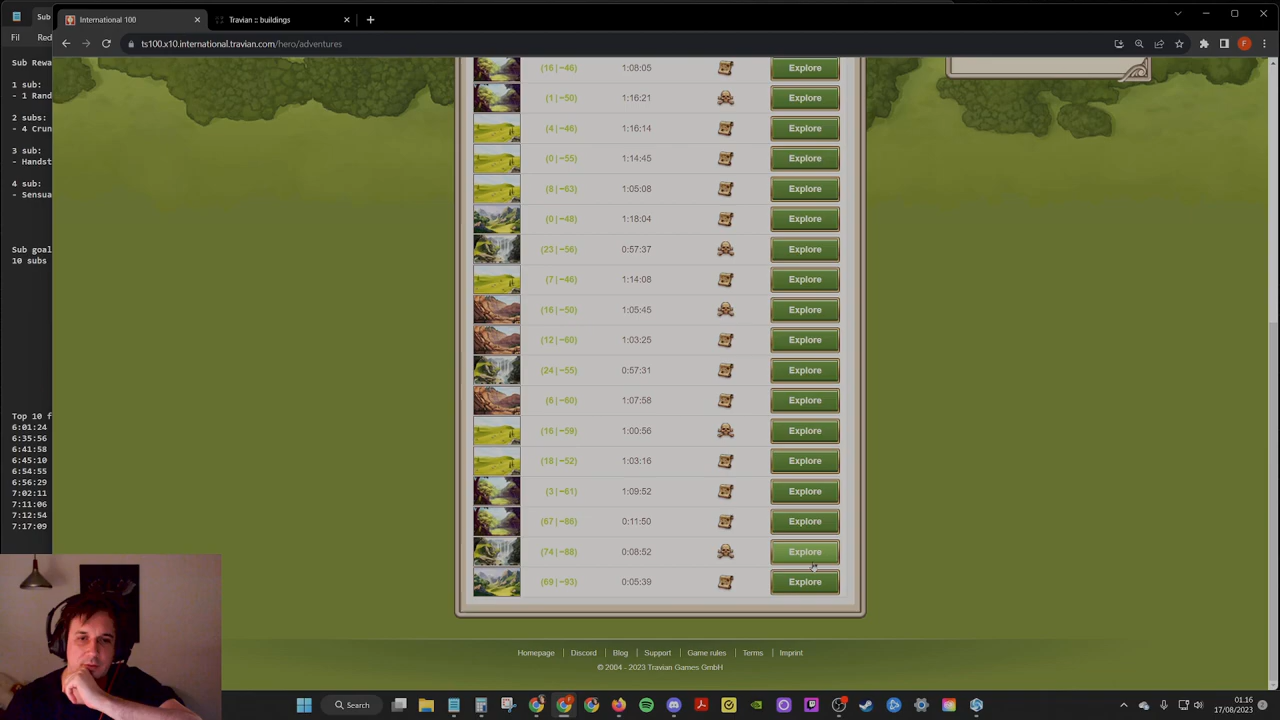 Sub
International 100
Travian :: buildings
Fil
Red
ts100.x10.international.travian.com/hero/adventures
F
Sub Rewa
1 sub:
- 1 Rand
2 subs:
- 4 Crun
3 sub:
- Handst
4 sub:
- Sensua
Sub goal
10 subs
Top 10 f
6:01:24
6:35:56
6:41:58
6:45:10
6:54:55
6:56:29
7:02:11
7:11:06
7:12:54
7:17:09
(16|−46) 1:08:05 Explore
(1|−50) 1:16:21 Explore
(4|−46) 1:16:14 Explore
(0|−55) 1:14:45 Explore
(8|−63) 1:05:08 Explore
(0|−48) 1:18:04 Explore
(23|−56) 0:57:37 Explore
(7|−46) 1:14:08 Explore
(16|−50) 1:05:45 Explore
(12|−60) 1:03:25 Explore
(24|−55) 0:57:31 Explore
(6|−60) 1:07:58 Explore
(16|−59) 1:00:56 Explore
(18|−52) 1:03:16 Explore
(3|−61) 1:09:52 Explore
(67|−86) 0:11:50 Explore
(74|−88) 0:08:52 Explore
(69|−93) 0:05:39 Explore
Homepage Discord Blog Support Game rules Terms Imprint
© 2004 - 2023 Travian Games GmbH
Search
01.16
17/08/2023